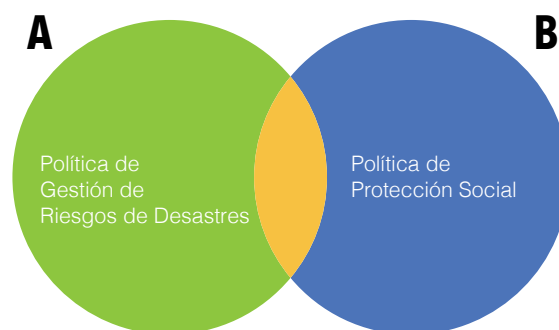 A
B
Política de
Gestión de
Riesgos de Desastres
Política de
Protección Social